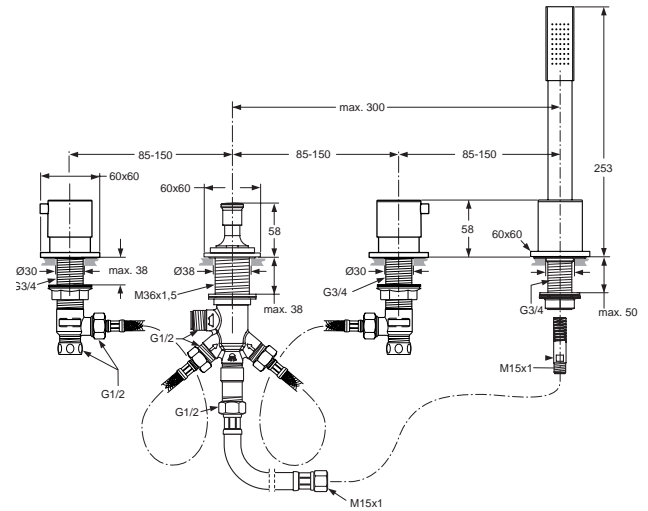 max. 300
85-150
85-150
85-150
253
60x60
60x60
58
58
60x60
Ø30
max. 38
Ø38
Ø30
G3/4
M36x1,5
max. 38
G3/4
G3/4
max. 50
G1/2
M15x1
G1/2
G1/2
M15x1